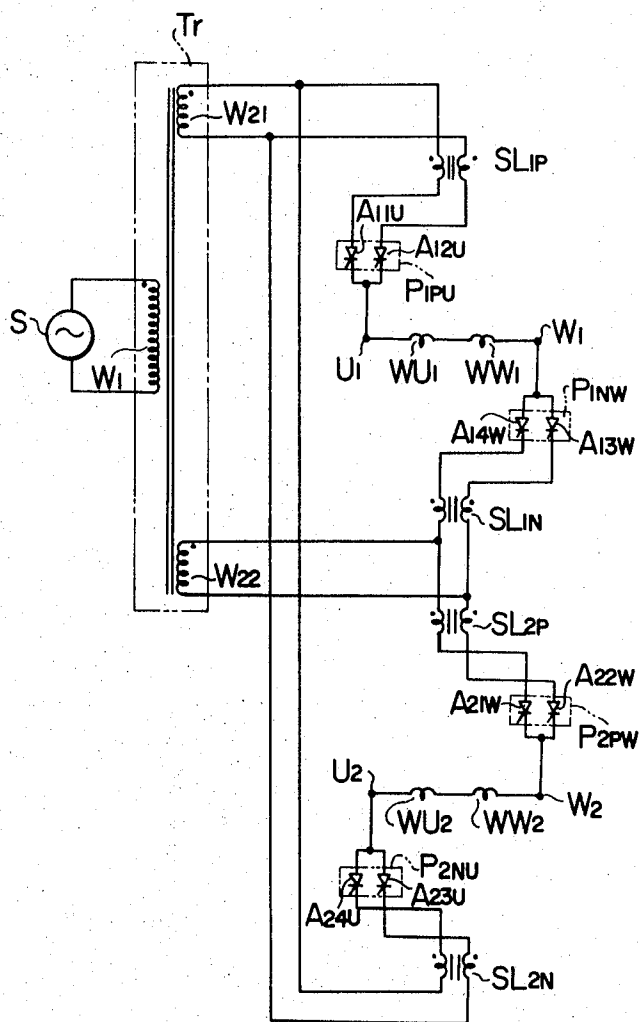 Tr
W21
SL1P
A11U
A12U
P1PU
S
W1
U1
WU1
WW1
W1
P1NW
A14W
A13W
SL1N
W22
SL2P
A22W
A21W
P2PW
U2
WU2
WW2
W2
P2NU
A24U
A23U
SL2N